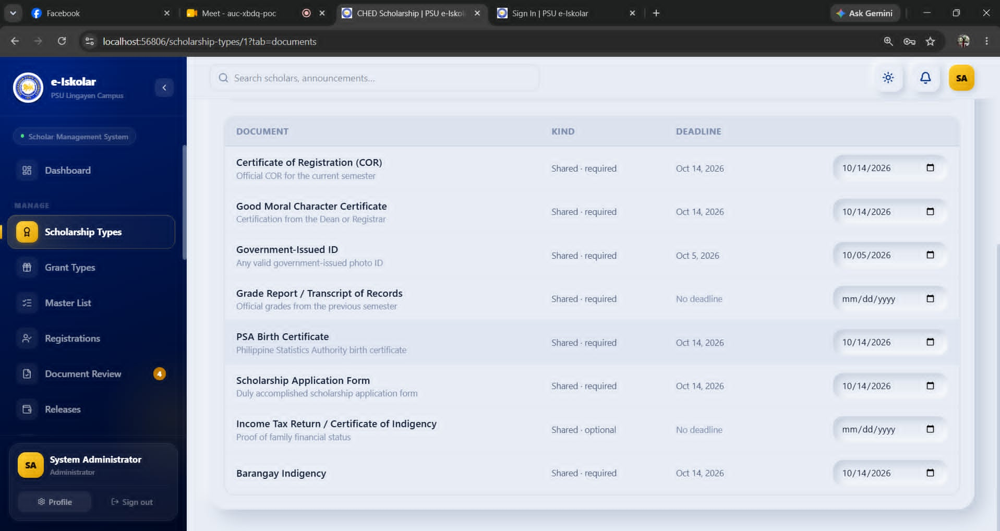 Facebook
Meet - auc-xbdq-poc
CHED Scholarship | PSU e-Iskol
Sign In | PSU e-Iskolar
Ask Gemini
localhost:56806/scholarship-types/1?tab=documents
e-Iskolar
PSU Lingayen Campus
Search scholars, announcements...
SA
Scholar Management System
Dashboard
MANAGE
Scholarship Types
Grant Types
Master List
Registrations
Document Review
4
Releases
SA
System Administrator
Administrator
Profile
Sign out
DOCUMENT KIND DEADLINE
Certificate of Registration (COR)
Official COR for the current semester
Shared · required
Oct 14, 2026
10/14/2026
Good Moral Character Certificate
Certification from the Dean or Registrar
Shared · required
Oct 14, 2026
10/14/2026
Government-Issued ID
Any valid government-issued photo ID
Shared · required
Oct 5, 2026
10/05/2026
Grade Report / Transcript of Records
Official grades from the previous semester
Shared · required
No deadline
mm/dd/yyyy
PSA Birth Certificate
Philippine Statistics Authority birth certificate
Shared · required
Oct 14, 2026
10/14/2026
Scholarship Application Form
Duly accomplished scholarship application form
Shared · required
Oct 14, 2026
10/14/2026
Income Tax Return / Certificate of Indigency
Proof of family financial status
Shared · optional
No deadline
mm/dd/yyyy
Barangay Indigency
Shared · required
Oct 14, 2026
10/14/2026